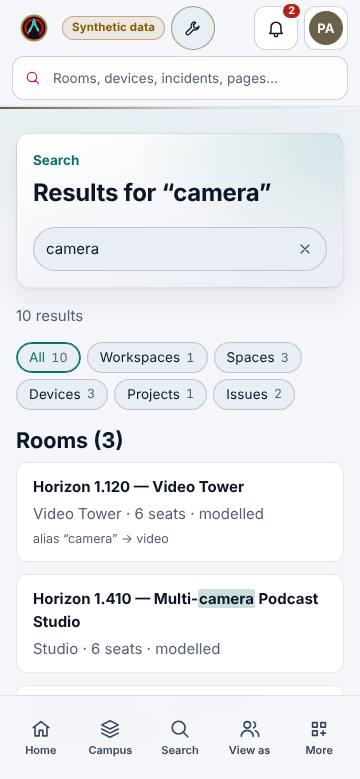 Synthetic data
2
PA
Rooms, devices, incidents, pages...
Search
Results for “camera”
camera
10 results
All 10
Workspaces 1
Spaces 3
Devices 3
Projects 1
Issues 2
Rooms (3)
Horizon 1.120 — Video Tower
Video Tower · 6 seats · modelled
alias “camera” → video
Horizon 1.410 — Multi-camera Podcast
Studio
Studio · 6 seats · modelled
Home
Campus
Search
View as
More